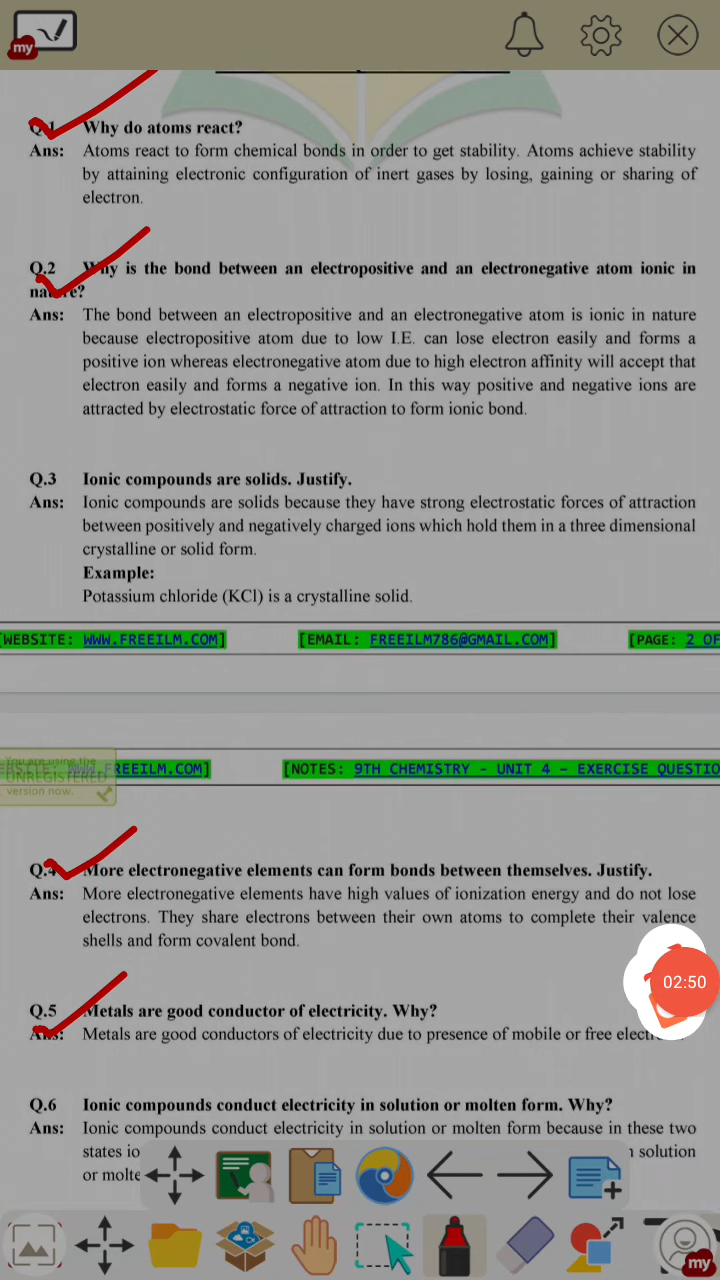 my
Q.1 Why do atoms react?
Ans: Atoms react to form chemical bonds in order to get stability. Atoms achieve stability
by attaining electronic configuration of inert gases by losing, gaining or sharing of
electron.
Q.2 Why is the bond between an electropositive and an electronegative atom ionic in
nature?
Ans: The bond between an electropositive and an electronegative atom is ionic in nature
because electropositive atom due to low I.E. can lose electron easily and forms a
positive ion whereas electronegative atom due to high electron affinity will accept that
electron easily and forms a negative ion. In this way positive and negative ions are
attracted by electrostatic force of attraction to form ionic bond.
Q.3 Ionic compounds are solids. Justify.
Ans: Ionic compounds are solids because they have strong electrostatic forces of attraction
between positively and negatively charged ions which hold them in a three dimensional
crystalline or solid form.
Example:
Potassium chloride (KCl) is a crystalline solid.
[WEBSITE: WWW.FREEILM.COM] [EMAIL: FREEILM786@GMAIL.COM] [PAGE: 2 OF
FREEILM.COM] [NOTES: 9TH CHEMISTRY - UNIT 4 - EXERCISE QUESTIO
You are using the
UNREGISTERED
version now.
Q.4 More electronegative elements can form bonds between themselves. Justify.
Ans: More electronegative elements have high values of ionization energy and do not lose
electrons. They share electrons between their own atoms to complete their valence
shells and form covalent bond.
02:50
Q.5 Metals are good conductor of electricity. Why?
Ans: Metals are good conductors of electricity due to presence of mobile or free
Q.6 Ionic compounds conduct electricity in solution or molten form. Why?
Ans: Ionic compounds conduct electricity in solution or molten form because in these two
states solution
or
my